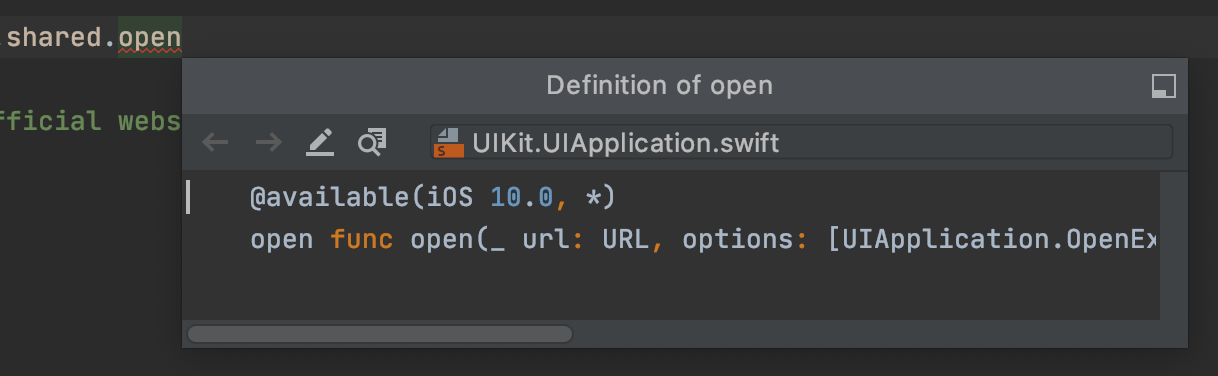 .shared.open
Definition of open
fficial webs
UIKit.UIApplication.swift
@available(iOS 10.0, *)
open func open(_ url: URL, options: [UIApplication.OpenEx